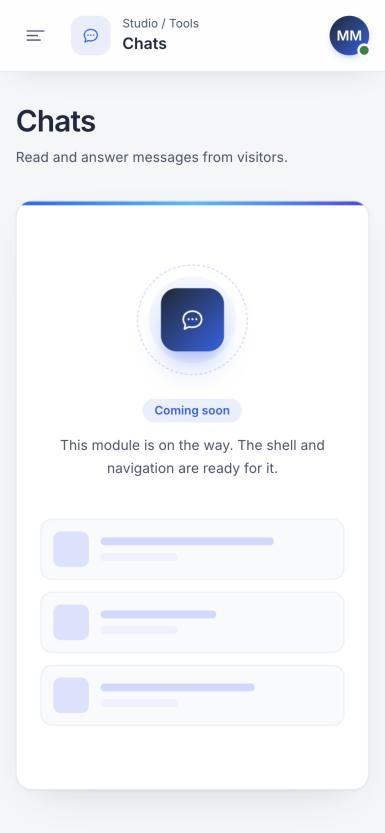 Studio / Tools
Chats
MM
Chats
Read and answer messages from visitors.
Coming soon
This module is on the way. The shell and
navigation are ready for it.